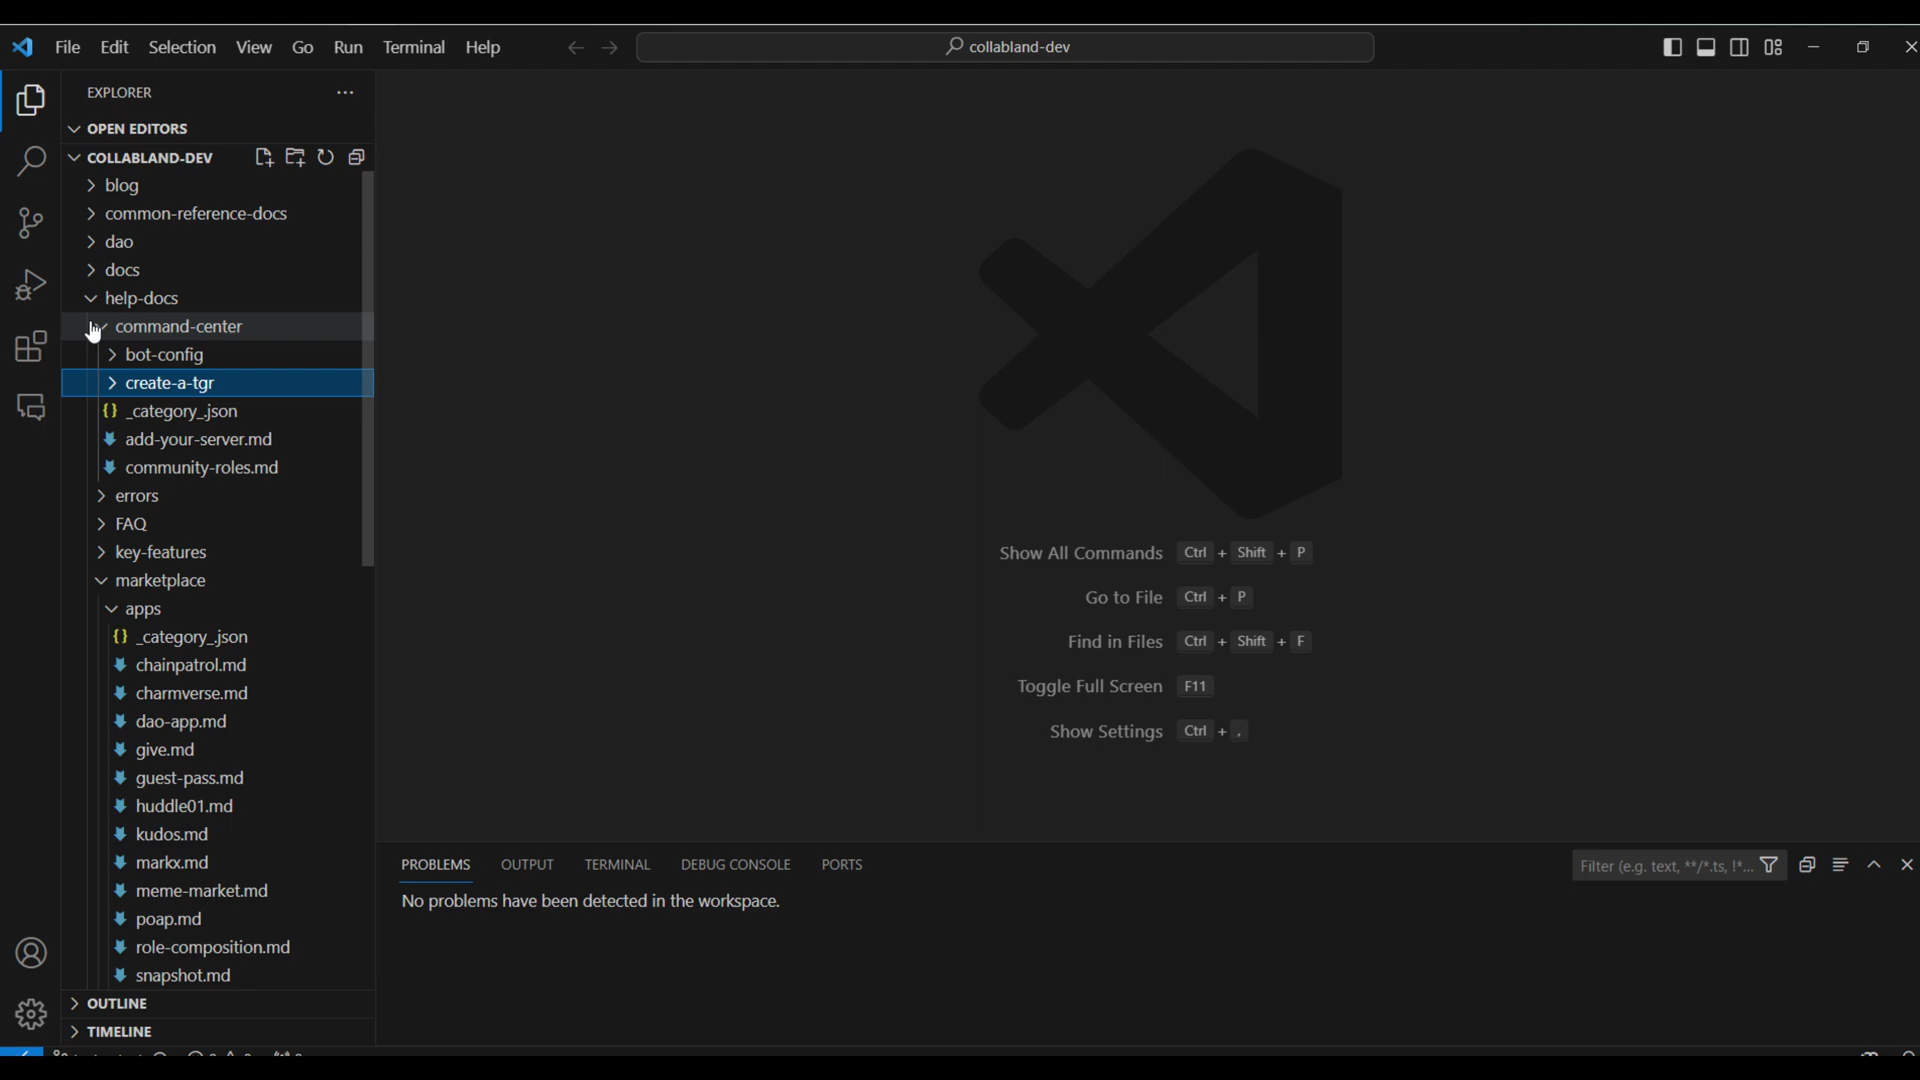 File Edit Selection View Go Run Terminal Help
collabland-dev
EXPLORER
OPEN EDITORS
COLLABLAND-DEV
blog
common-reference-docs
dao
docs
help-docs
command-center
bot-config
create-a-tgr
{} _category_.json
add-your-server.md
community-roles.md
errors
FAQ
key-features
marketplace
apps
{} _category_.json
chainpatrol.md
charmverse.md
dao-app.md
give.md
guest-pass.md
huddle01.md
kudos.md
markx.md
meme-market.md
poap.md
role-composition.md
snapshot.md
OUTLINE
TIMELINE
Show All Commands Ctrl + Shift + P
Go to File Ctrl + P
Find in Files Ctrl + Shift + F
Toggle Full Screen F11
Show Settings Ctrl + ,
PROBLEMS OUTPUT TERMINAL DEBUG CONSOLE PORTS
Filter (e.g. text, **/*.ts, !*...
No problems have been detected in the workspace.